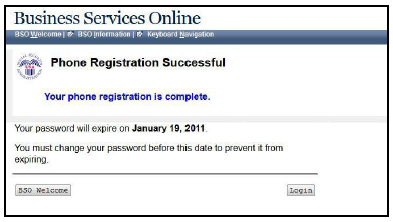 Business Services Online
BSO Welcome | BSO Information | Keyboard Navigation
Phone Registration Successful
Your phone registration is complete.
Your password will expire on January 19, 2011.
You must change your password before this date to prevent it from
expiring.
BSO Welcome
Login